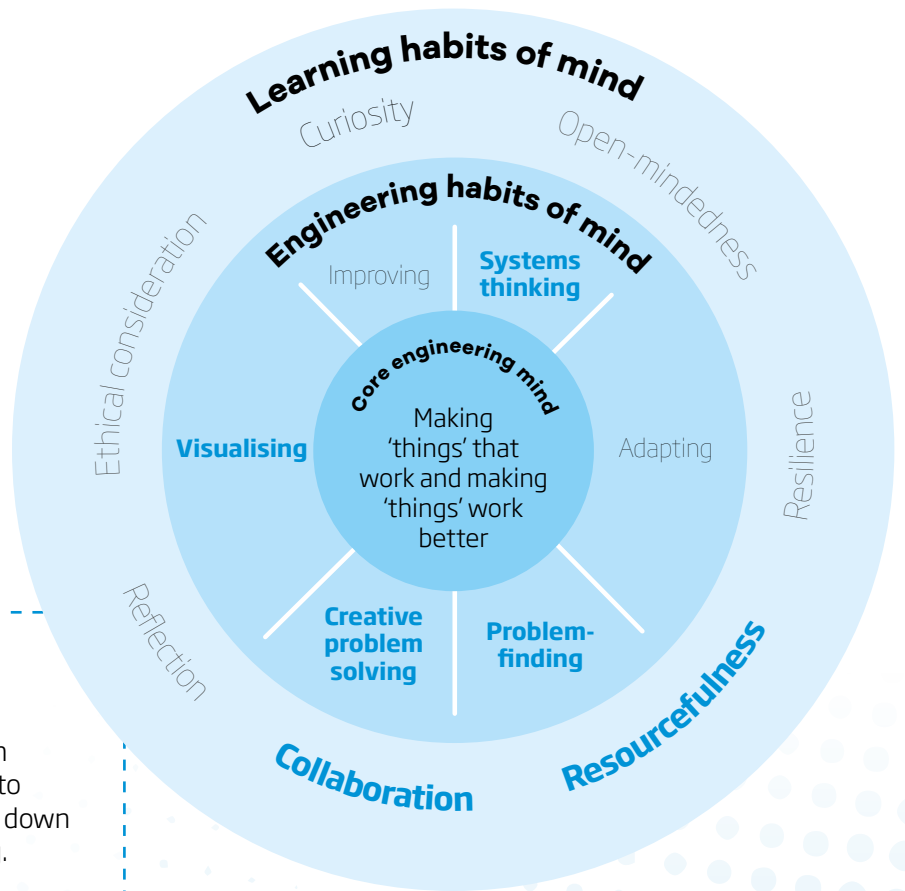 Learning habits of mind
Curiosity
Open-mindedness
Resilience
Resourcefulness
Collaboration
Reflection
Ethical consideration
Engineering habits of mind
Improving
Systems
thinking
Adapting
Problem-
finding
Creative
problem
solving
Visualising
Core engineering mind
Making
‘things’ that
work and making
‘things’ work
better
to
down